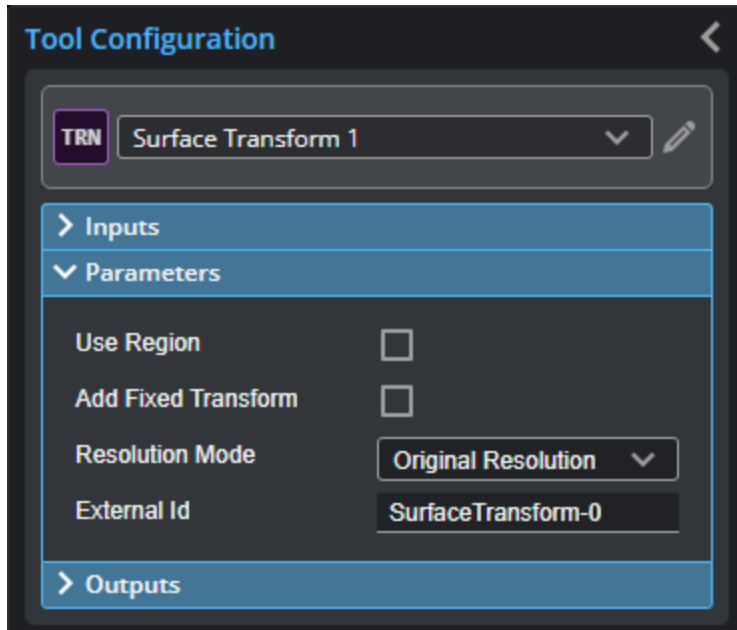 Tool Configuration
TRN Surface Transform 1
Inputs
Parameters
Use Region
Add Fixed Transform
Resolution Mode Original Resolution
External Id SurfaceTransform-0
Outputs